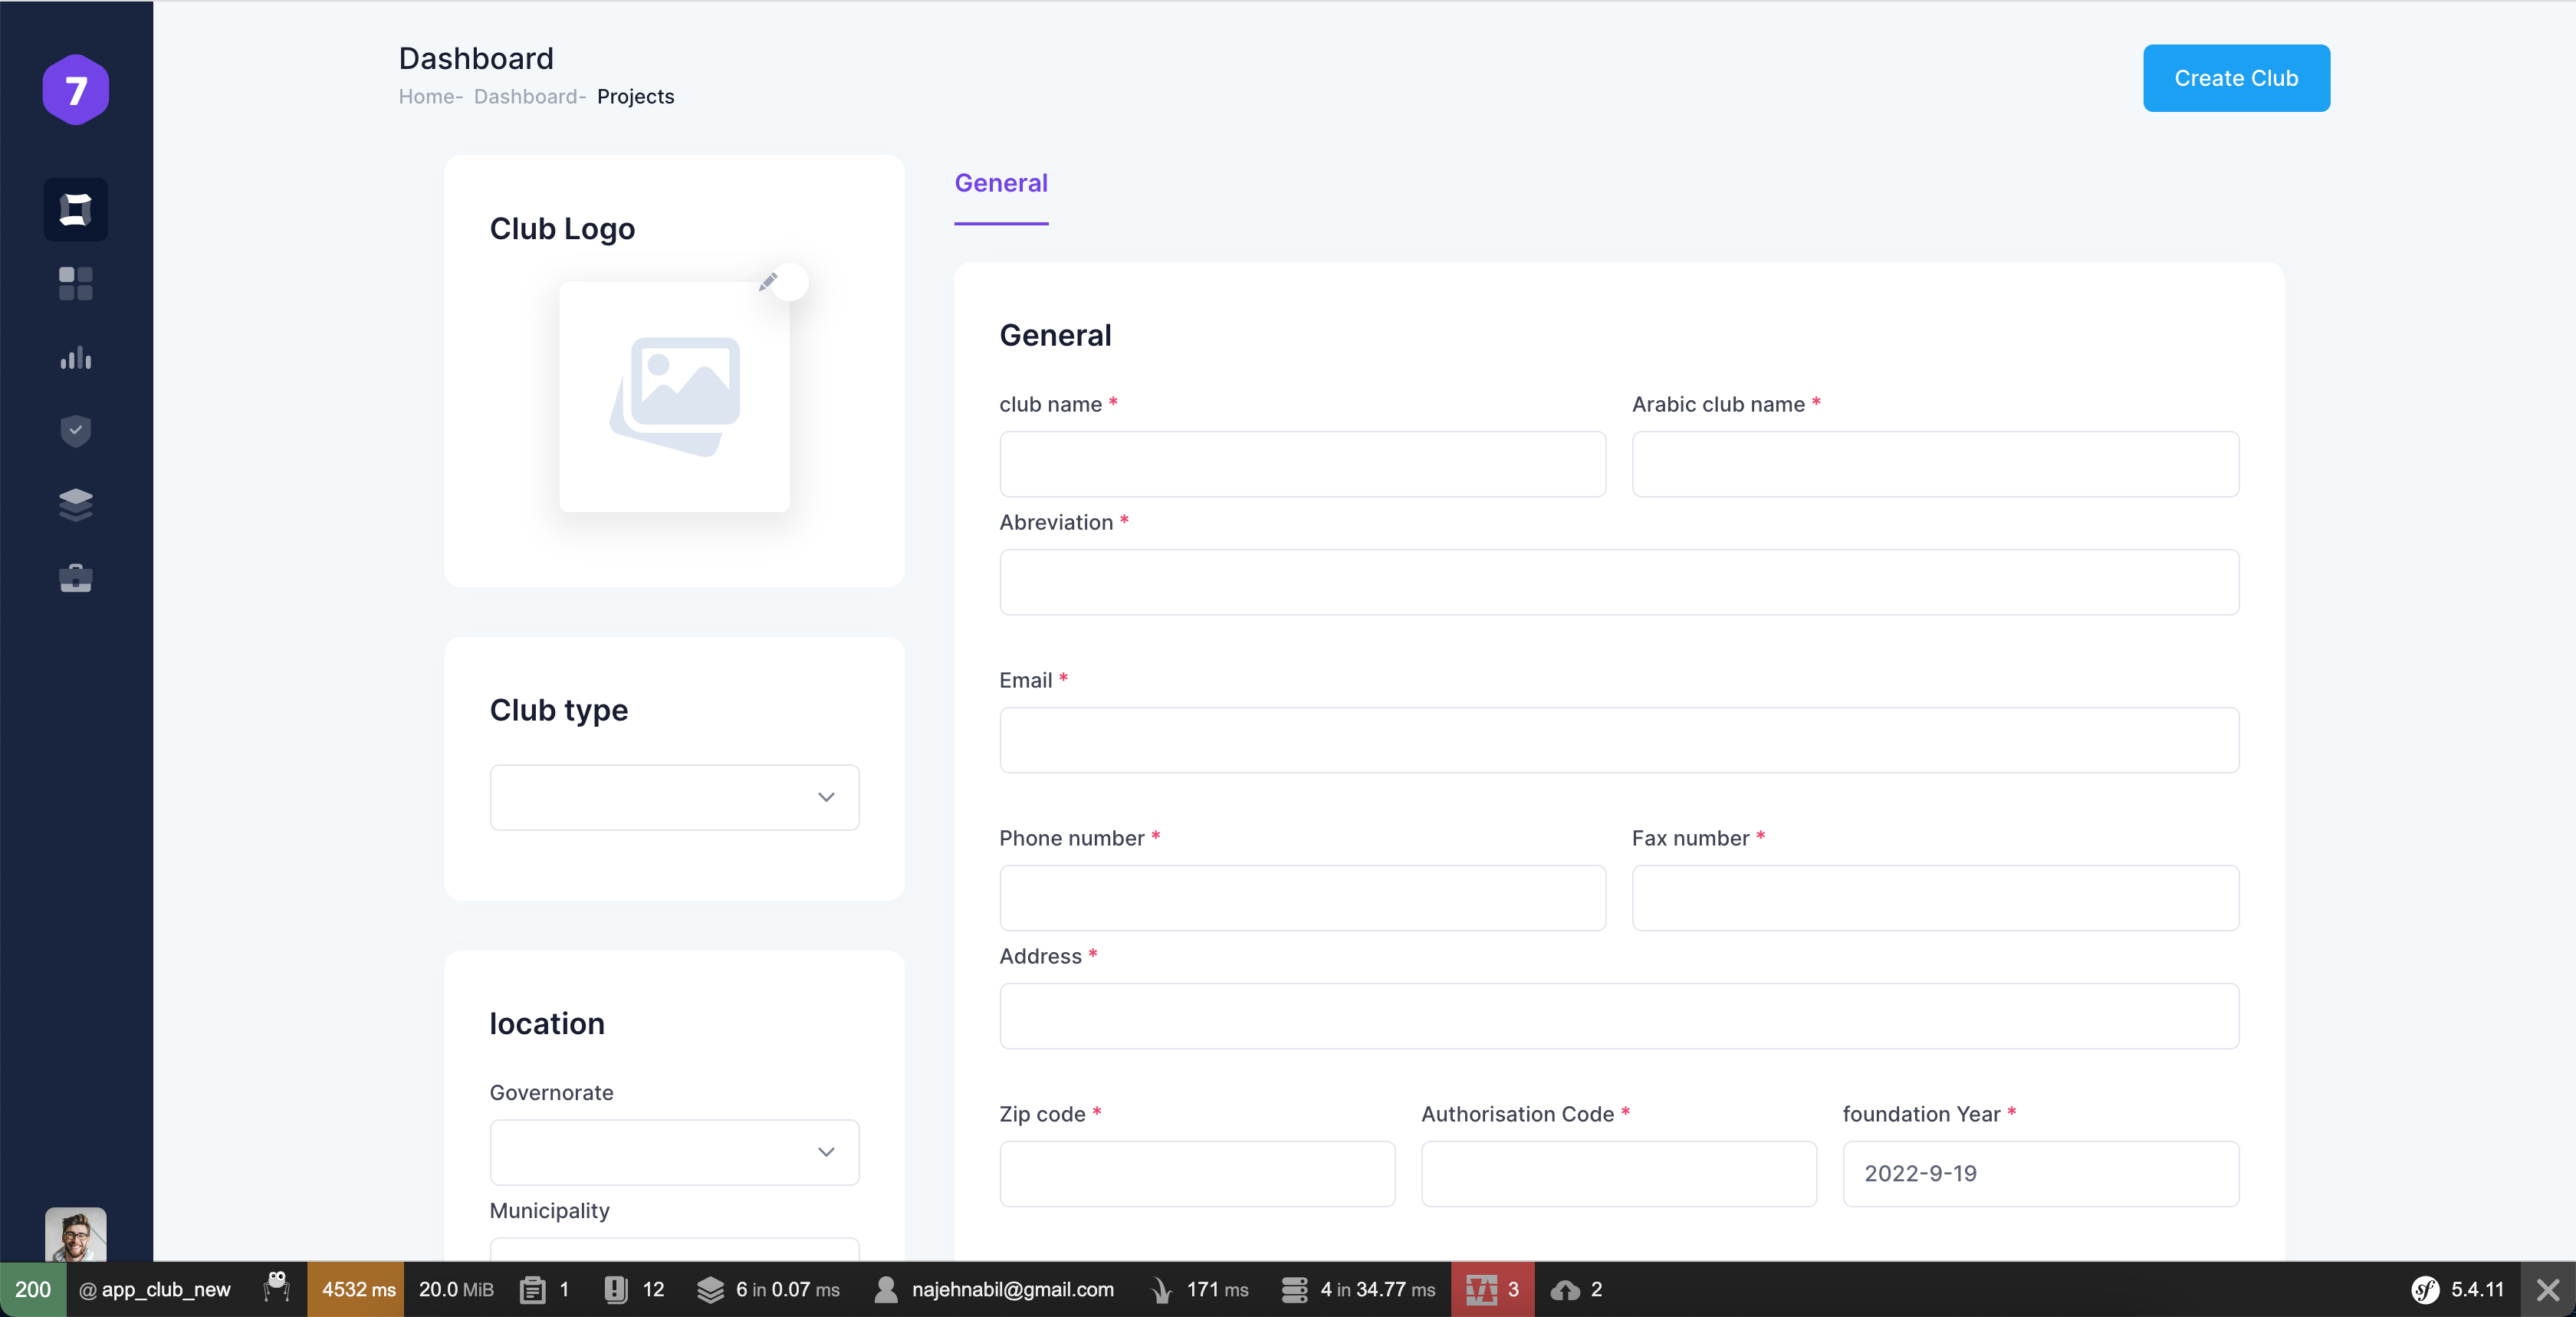 7
Dashboard
Home- Dashboard- Projects
Create Club
Club Logo
Club type
location
Governorate
Municipality
General
General
club name *
Arabic club name *
Abreviation *
Email *
Phone number *
Fax number *
Address *
Zip code *
Authorisation Code *
foundation Year *
2022-9-19
200 @ app_club_new 4532 ms 20.0 MiB 1 12 6 in 0.07 ms najehnabil@gmail.com 171 ms 4 in 34.77 ms 3 2 sf 5.4.11